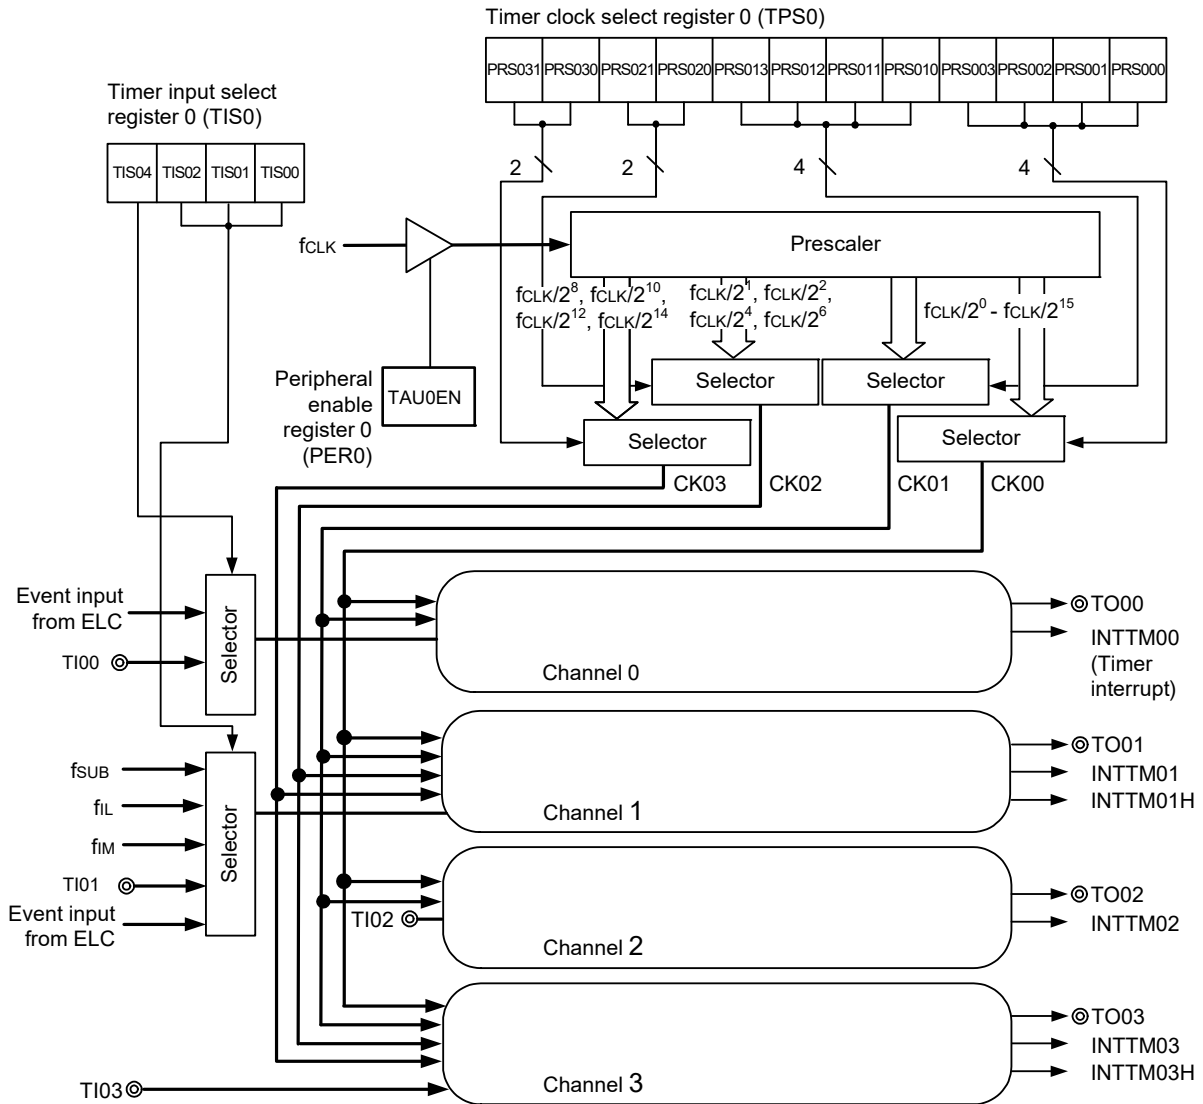 Timer clock select register 0 (TPS0)
PRS031 PRS030 PRS021 PRS020 PRS013 PRS012 PRS011 PRS010 PRS003 PRS002 PRS001 PRS000
Timer input select
register 0 (TIS0)
TIS04 TIS02 TIS01 TIS00
2 2 4 4
fCLK
Prescaler
fCLK/2^8, fCLK/2^10,
fCLK/2^12, fCLK/2^14
fCLK/2^1, fCLK/2^2,
fCLK/2^4, fCLK/2^6
fCLK/2^0 - fCLK/2^15
Peripheral
enable
register 0
(PER0)
TAU0EN
Selector
Selector
Selector
Selector
CK03 CK02 CK01 CK00
Event input
from ELC
TI00
Selector
Channel 0
TO00
INTTM00
(Timer
interrupt)
fSUB
fIL
fIM
TI01
Event input
from ELC
Selector
Channel 1
TO01
INTTM01
INTTM01H
TI02
Channel 2
TO02
INTTM02
TI03
Channel 3
TO03
INTTM03
INTTM03H